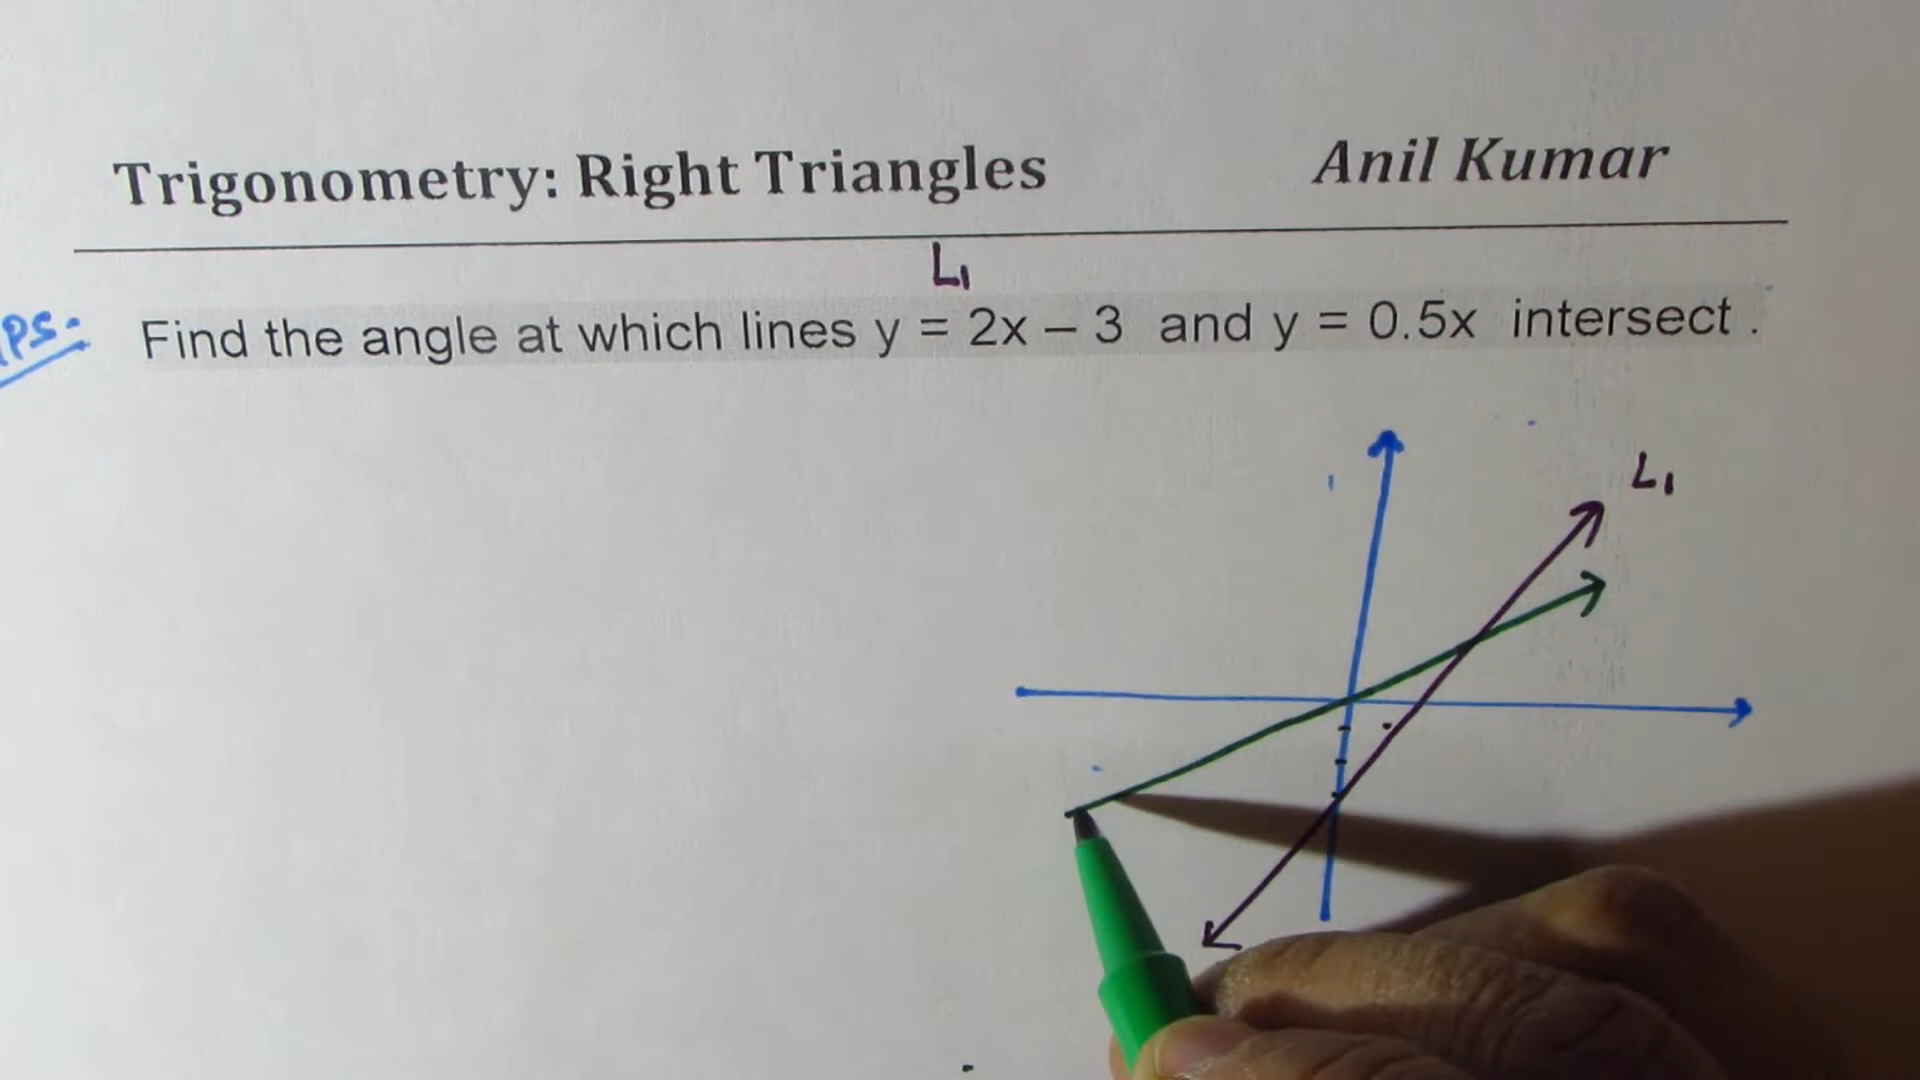 Trigonometry: Right Triangles Anil Kumar
L₁
PS. Find the angle at which lines y = 2x – 3 and y = 0.5x intersect .
L₁